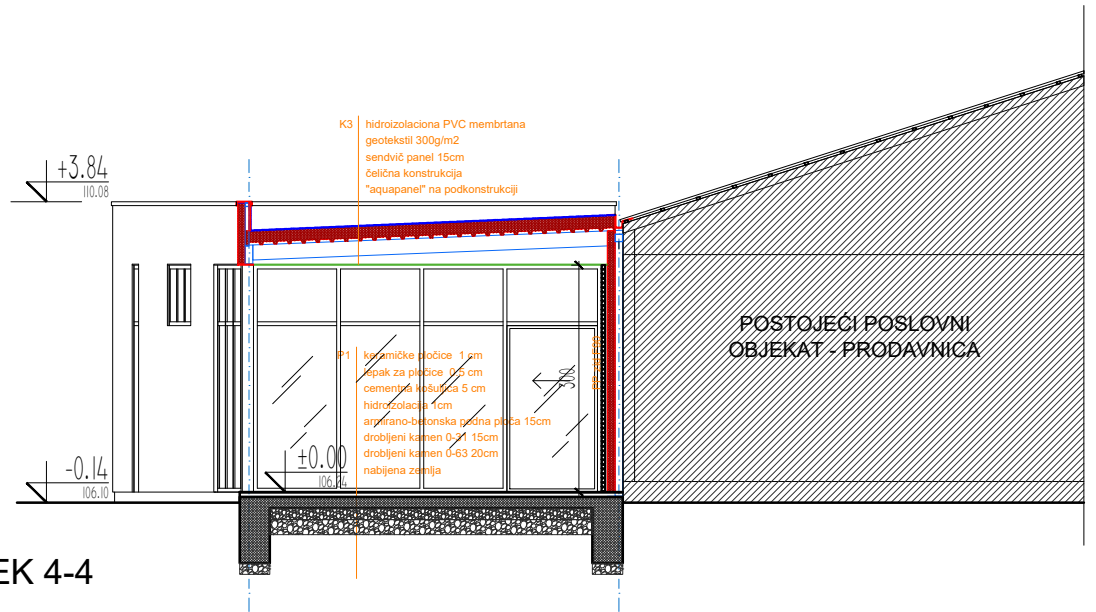 K3 hidroizolaciona PVC membrtana
geotekstil 300g/m2
sendvič panel 15cm
čelična konstrukcija
"aquapanel" na podkonstrukciji
+3.84
110.08
POSTOJEĆI POSLOVNI
OBJEKAT - PRODAVNICA
P1 keramičke pločice 1 cm
lepak za pločice 0,5 cm
cementna košuljica 5 cm
hidroizolacija 1cm
armirano-betonska podna ploča 15cm
drobljeni kamen 0-31 15cm
drobljeni kamen 0-63 20cm
nabijena zemlja
300
±0.00
106.24
-0.14
106.10
EK 4-4